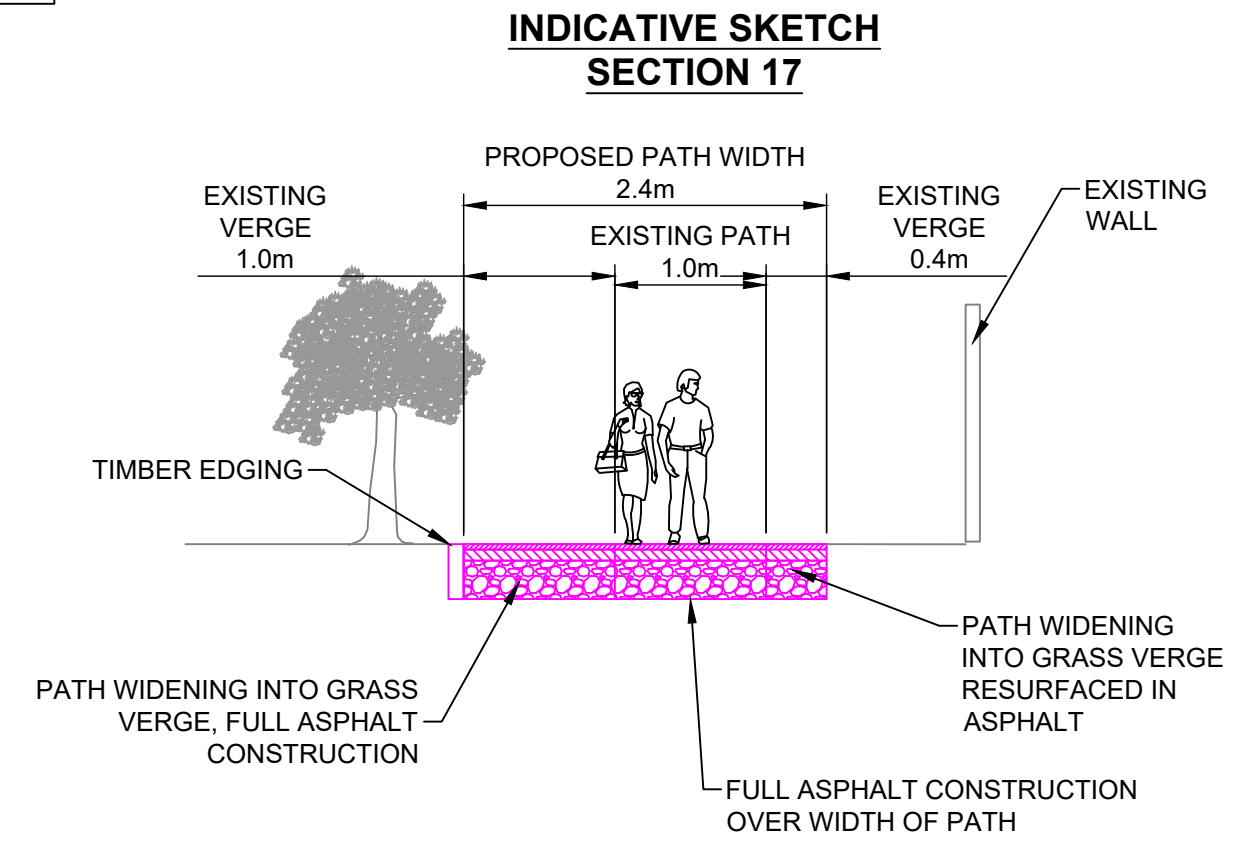 INDICATIVE SKETCH
SECTION 17
PROPOSED PATH WIDTH
2.4m
EXISTING
VERGE
1.0m
EXISTING PATH
1.0m
EXISTING
VERGE
0.4m
EXISTING
WALL
TIMBER EDGING
PATH WIDENING INTO GRASS
VERGE, FULL ASPHALT
CONSTRUCTION
PATH WIDENING
INTO GRASS VERGE
RESURFACED IN
ASPHALT
FULL ASPHALT CONSTRUCTION
OVER WIDTH OF PATH